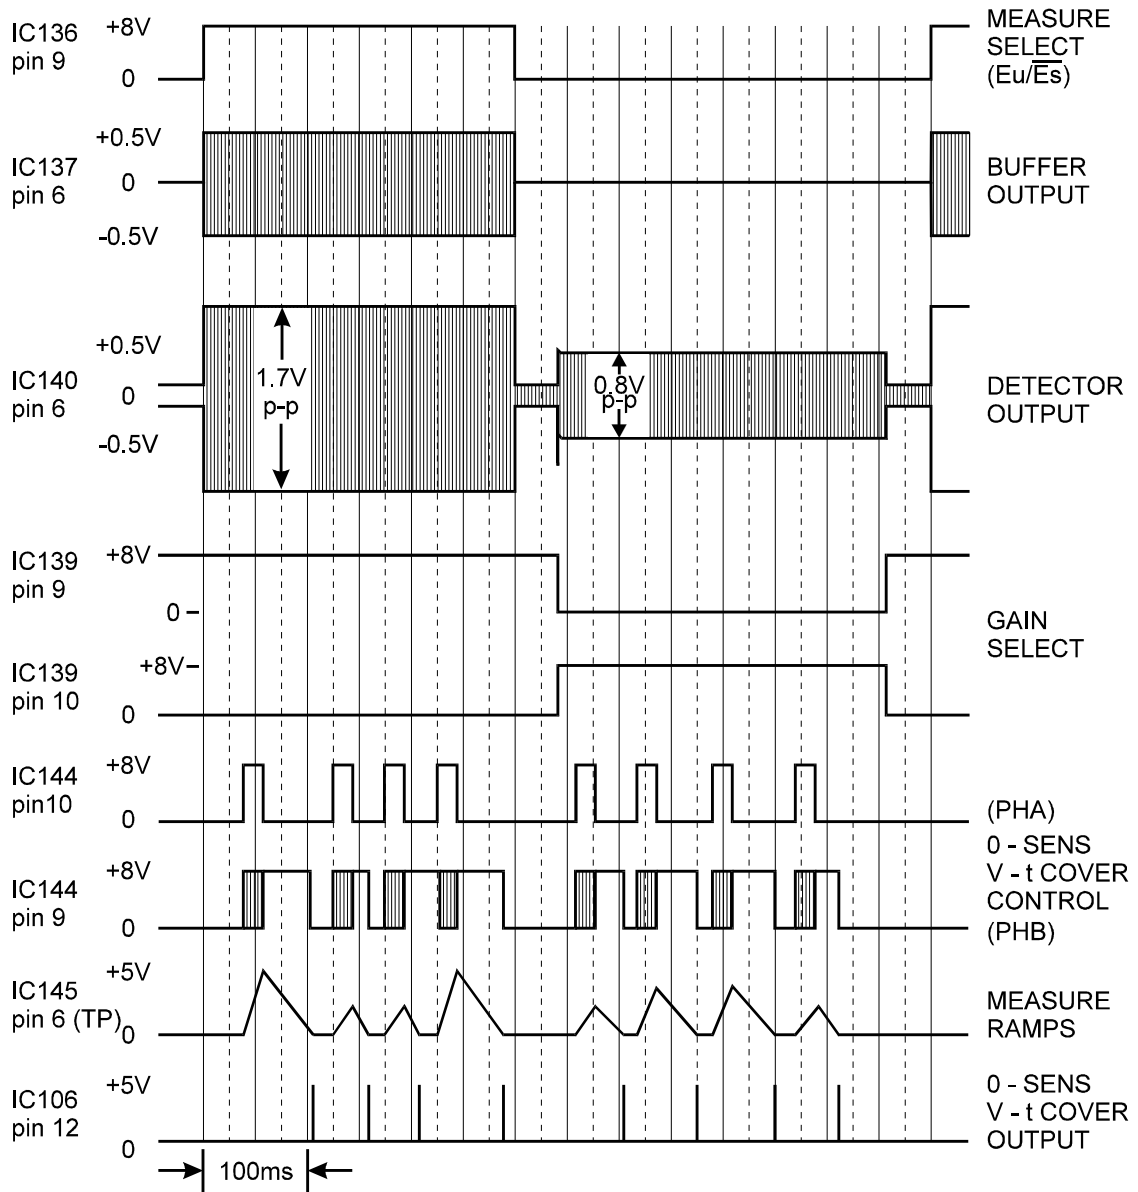 IC136
pin 9
+8V
0
MEASURE
SELECT
(Eu/Es)
IC137
pin 6
+0.5V
0
-0.5V
BUFFER
OUTPUT
IC140
pin 6
+0.5V
0
-0.5V
1.7V
p-p
0.8V
p-p
DETECTOR
OUTPUT
IC139
pin 9
+8V
0
GAIN
SELECT
IC139
pin 10
+8V
0
IC144
pin10
+8V
0
(PHA)
0 - SENS
V - t COVER
CONTROL
(PHB)
IC144
pin 9
+8V
0
IC145
pin 6 (TP)
+5V
0
MEASURE
RAMPS
IC106
pin 12
+5V
0
0 - SENS
V - t COVER
OUTPUT
100ms